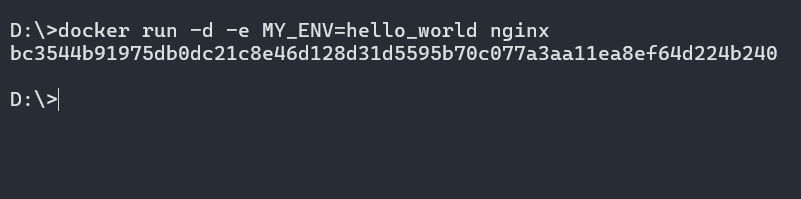 D:\>docker run -d -e MY_ENV=hello_world nginx
bc3544b91975db0dc21c8e46d128d31d5595b70c077a3aa11ea8ef64d224b240
D:\>